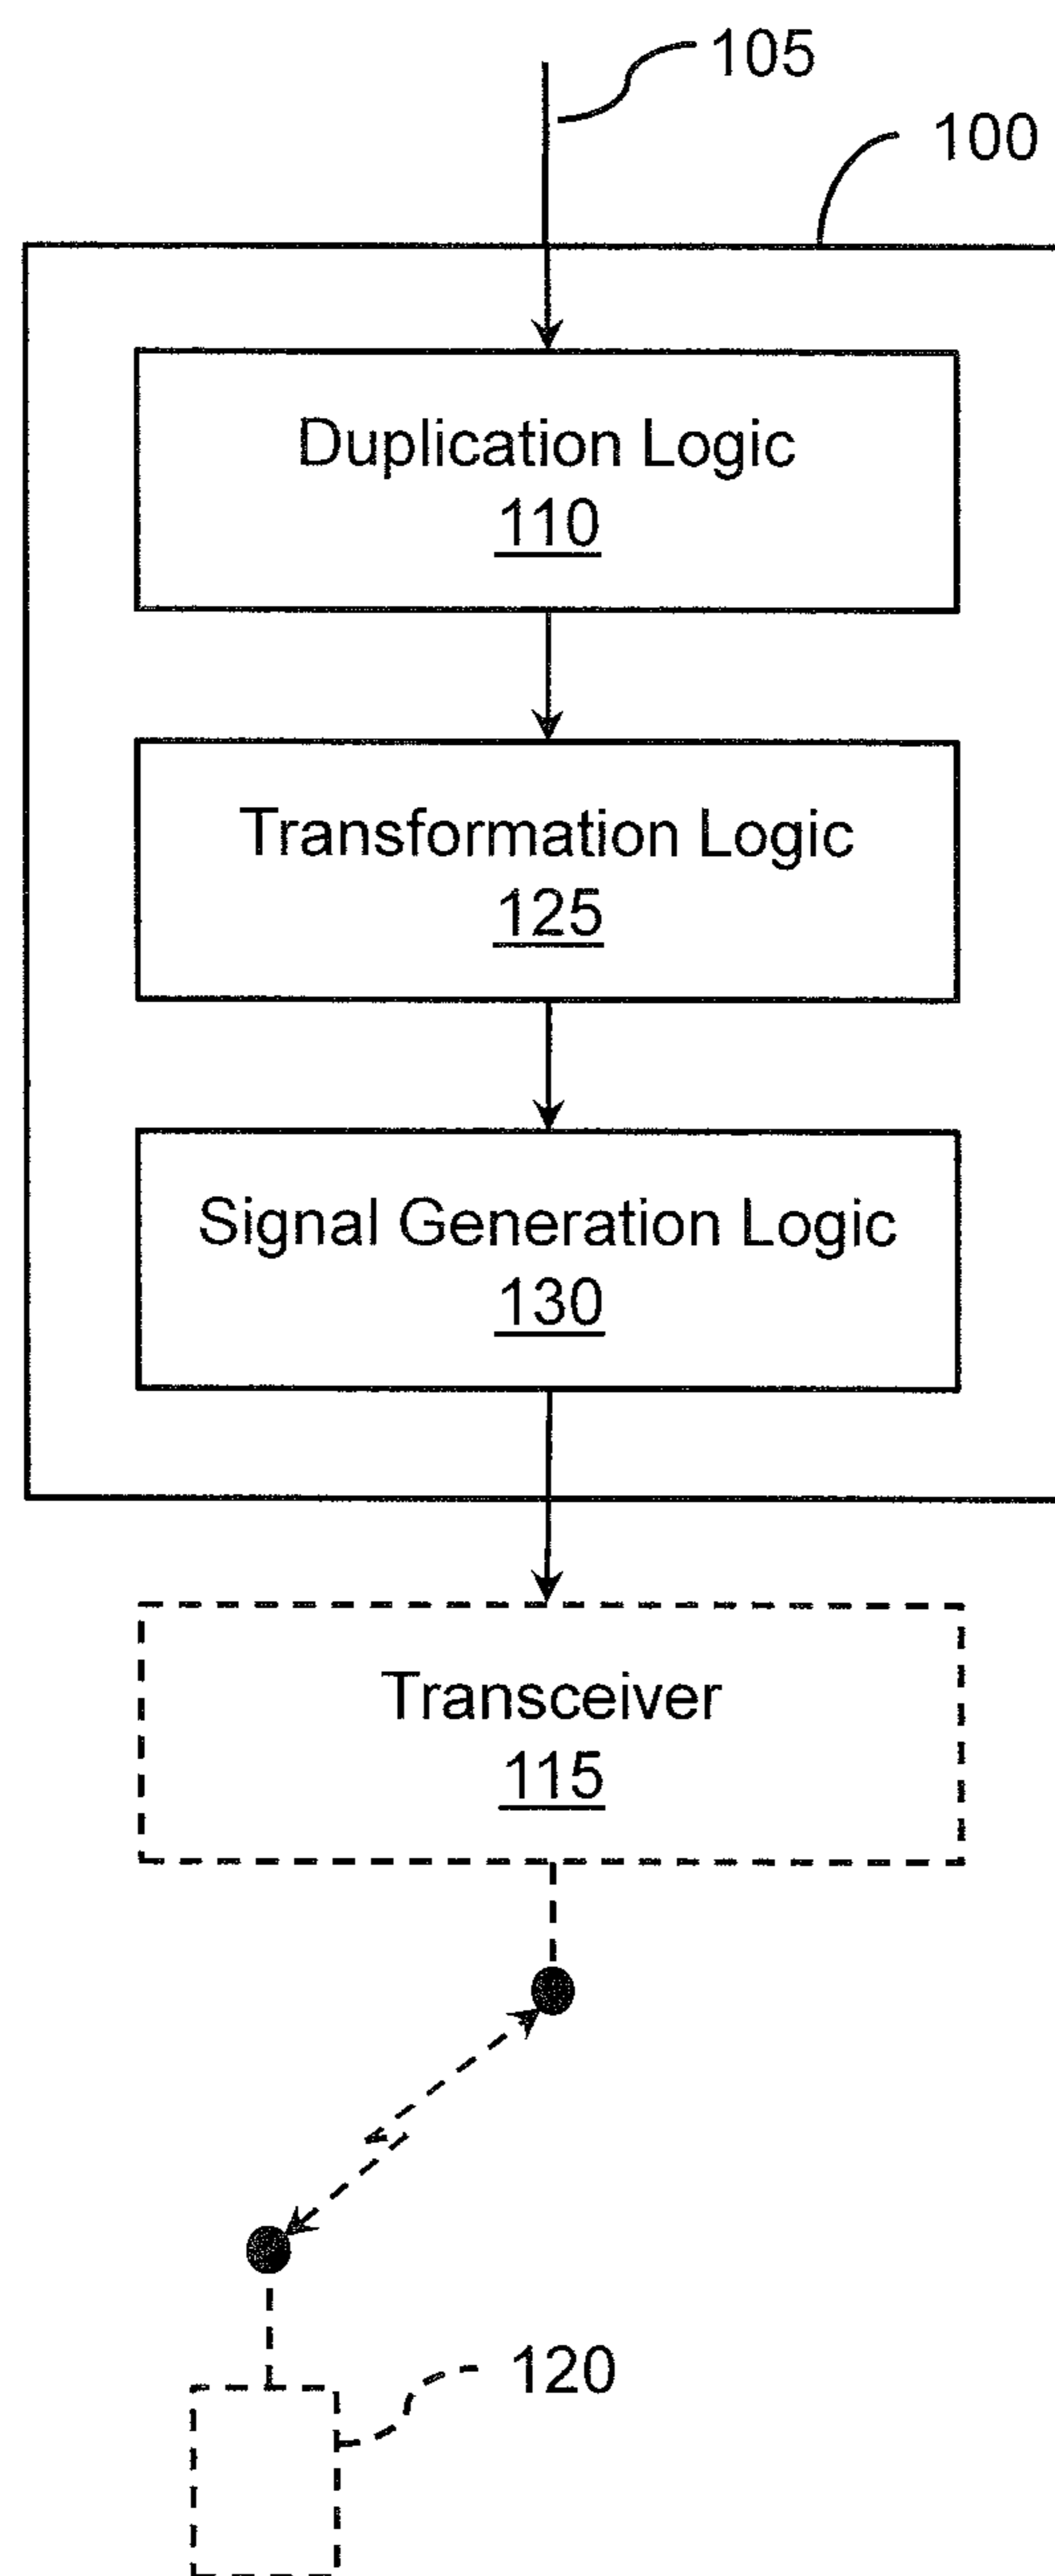 105
100
Duplication Logic
110
Transformation Logic
125
Signal Generation Logic
130
Transceiver
115
120